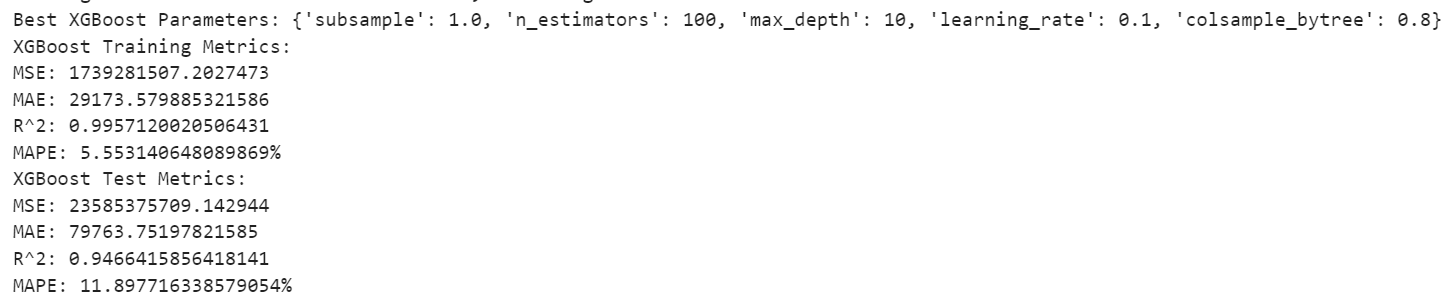 Best XGBoost Parameters: {'subsample': 1.0, 'n_estimators': 100, 'max_depth': 10, 'learning_rate': 0.1, 'colsample_bytree': 0.8}
XGBoost Training Metrics:
MSE: 1739281507.2027473
MAE: 29173.579885321586
R^2: 0.9957120020506431
MAPE: 5.553140648089869%
XGBoost Test Metrics:
MSE: 23585375709.142944
MAE: 79763.75197821585
R^2: 0.9466415856418141
MAPE: 11.897716338579054%